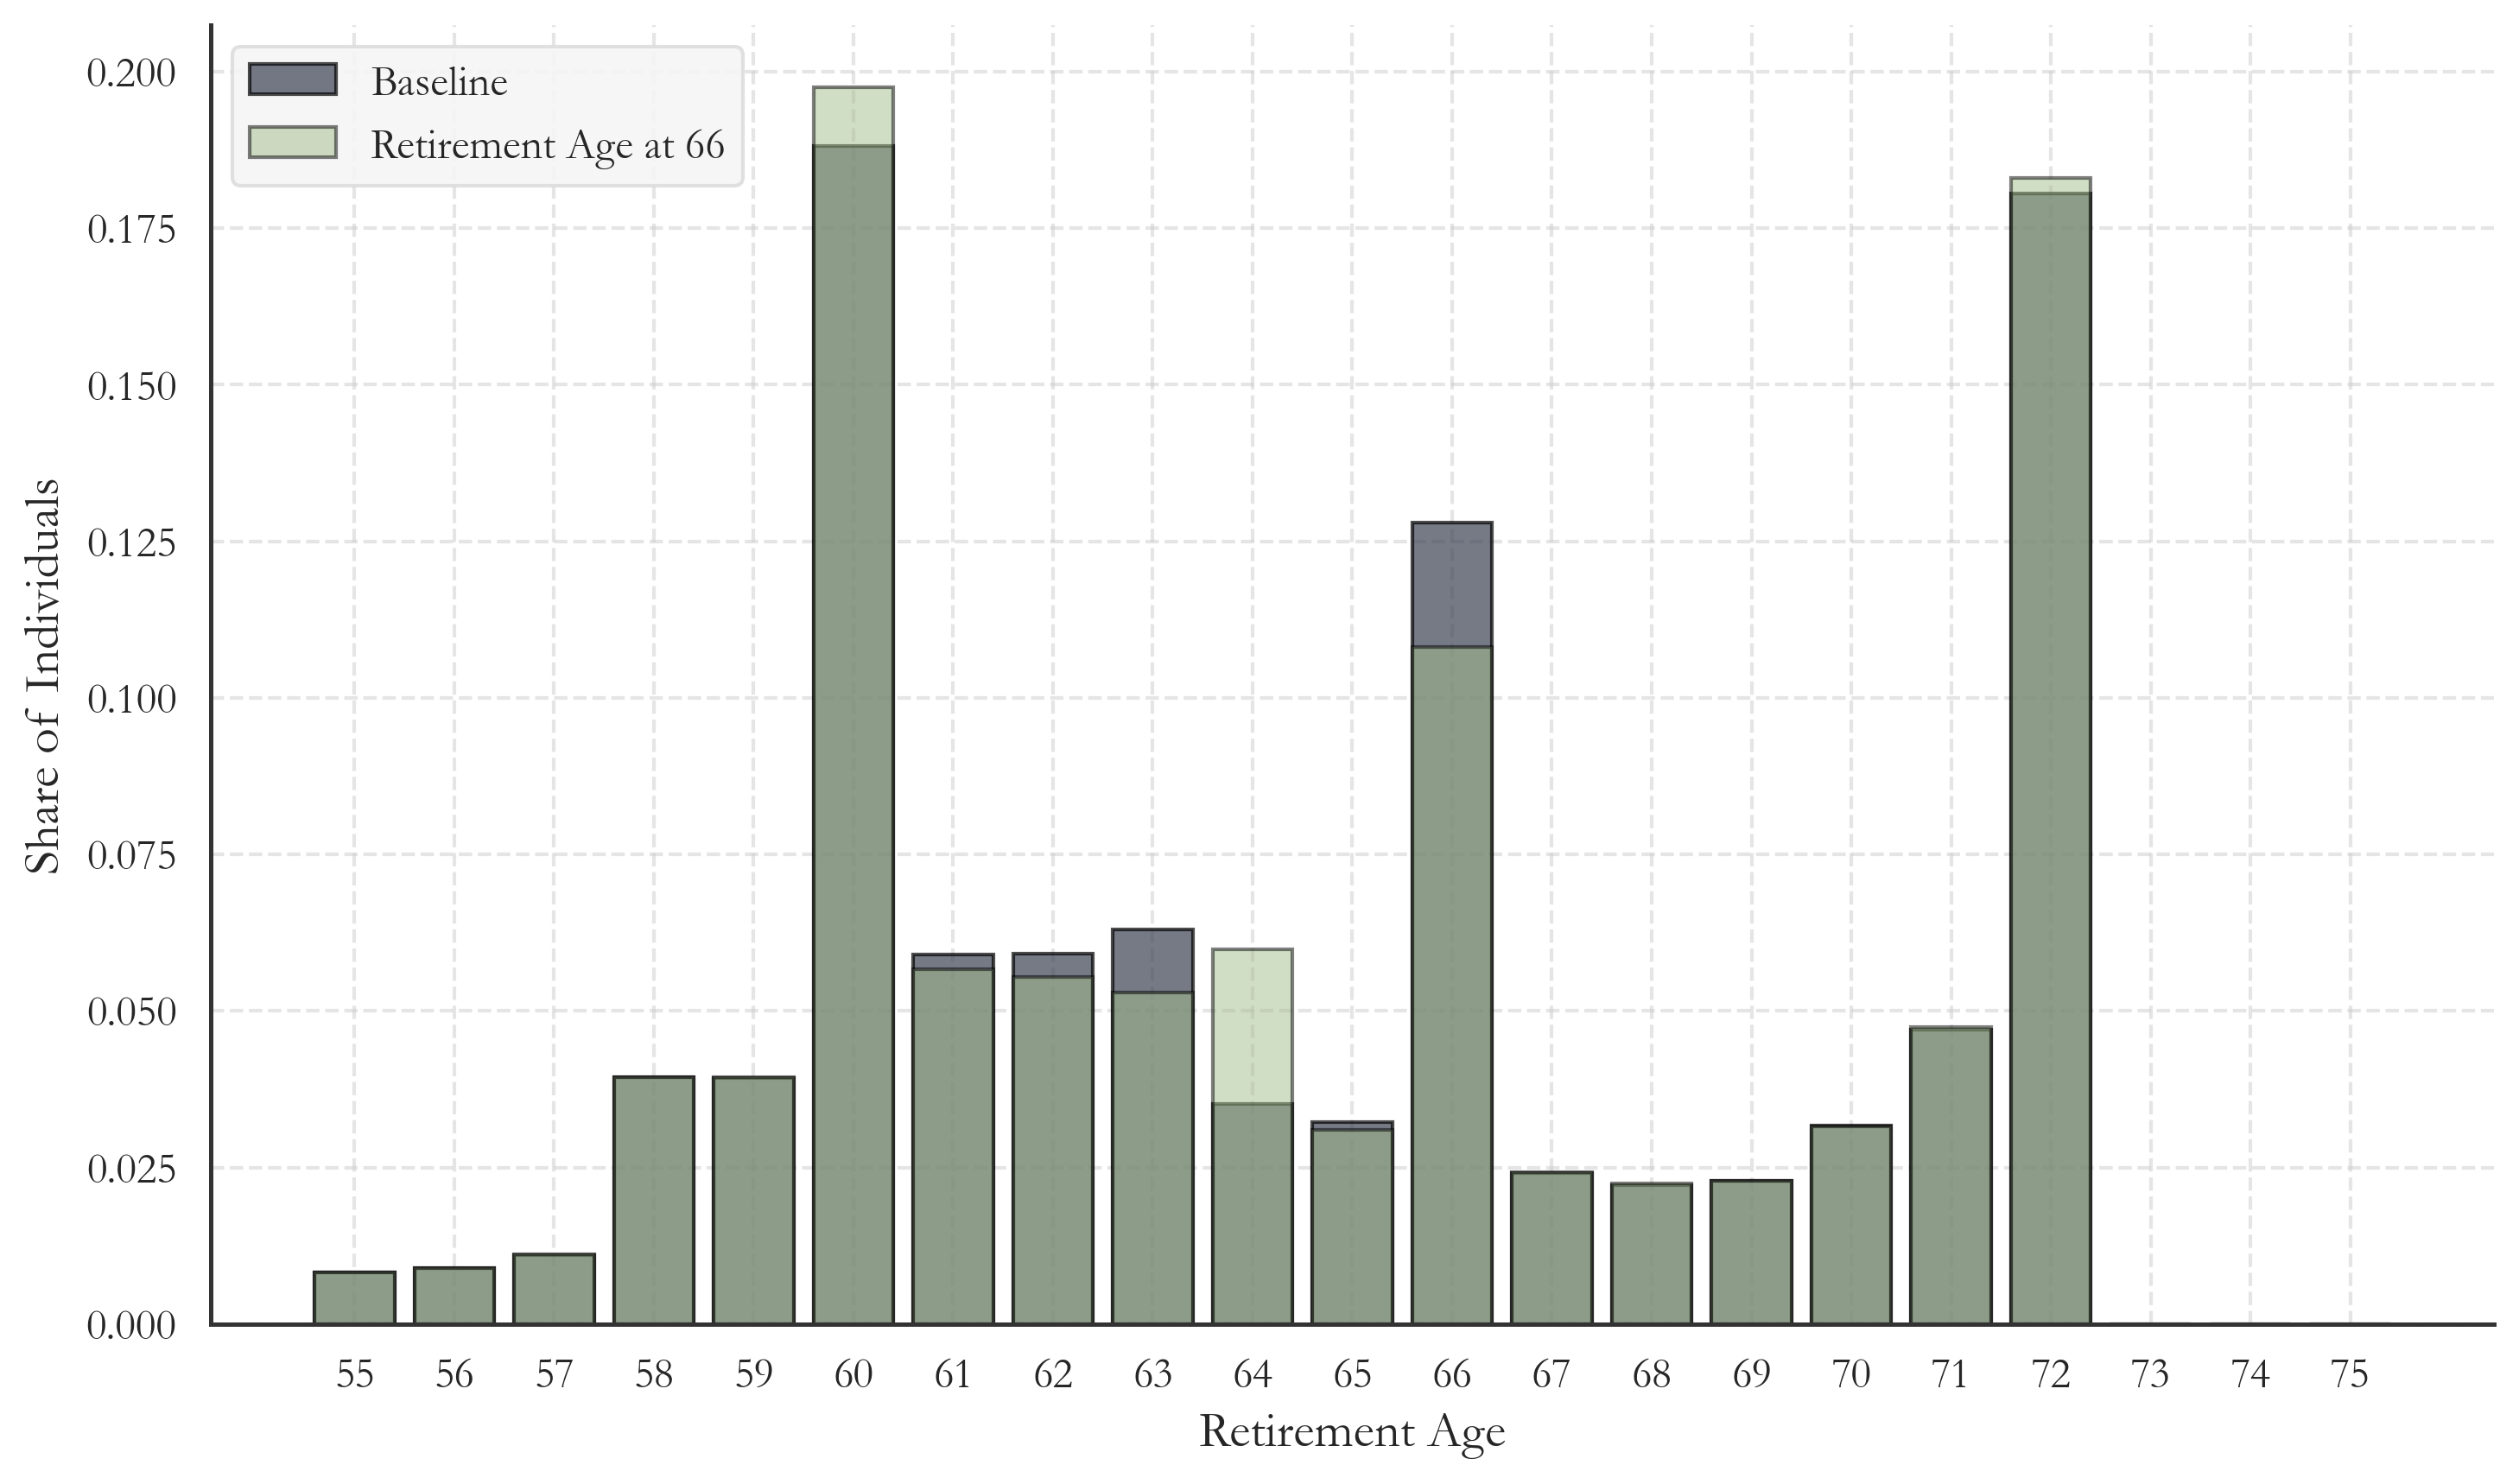 Baseline
Retirement Age at 66
Share of Individuals
0.200
0.175
0.150
0.125
0.100
0.075
0.050
0.025
0.000
55 56 57 58 59 60 61 62 63 64 65 66 67 68 69 70 71 72 73 74 75
Retirement Age